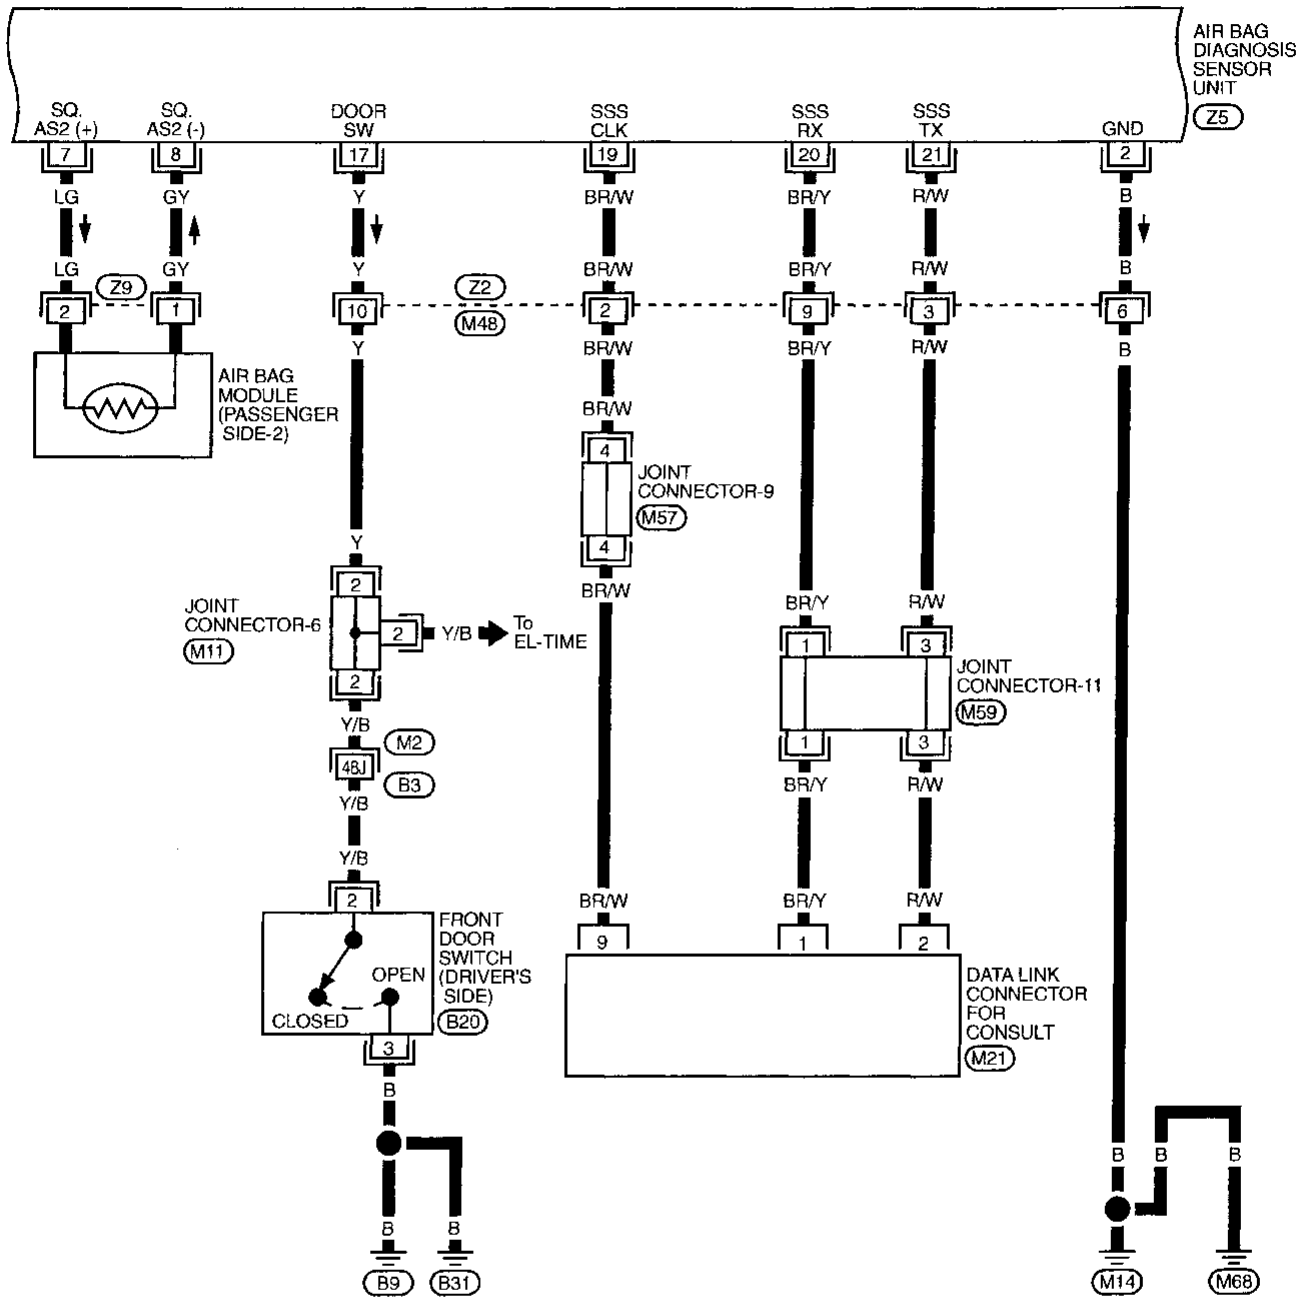 AIR BAG
DIAGNOSIS
SENSOR
UNIT
Z5
SQ.
AS2 (+)
SQ.
AS2 (-)
DOOR
SW
SSS
CLK
SSS
RX
SSS
TX
GND
7
8
17
19
20
21
2
LG
GY
Y
BR/W
BR/Y
R/W
B
LG
Z9
GY
Y
Z2
BR/W
BR/Y
R/W
B
2
1
10
M48
2
9
3
6
Y
BR/W
BR/Y
R/W
B
AIR BAG
MODULE
(PASSENGER
SIDE-2)
BR/W
4
JOINT
CONNECTOR-9
M57
4
Y
BR/W
BR/Y
R/W
2
JOINT
CONNECTOR-6
M11
2
Y/B
To
EL-TIME
2
1
3
JOINT
CONNECTOR-11
M59
1
3
Y/B
M2
48J
B3
Y/B
BR/Y
R/W
Y/B
2
BR/W
BR/Y
R/W
9
1
2
FRONT
DOOR
SWITCH
(DRIVER'S
SIDE)
B20
OPEN
CLOSED
3
DATA LINK
CONNECTOR
FOR
CONSULT
M21
B
B
B
B
B
B
B9
B31
M14
M68